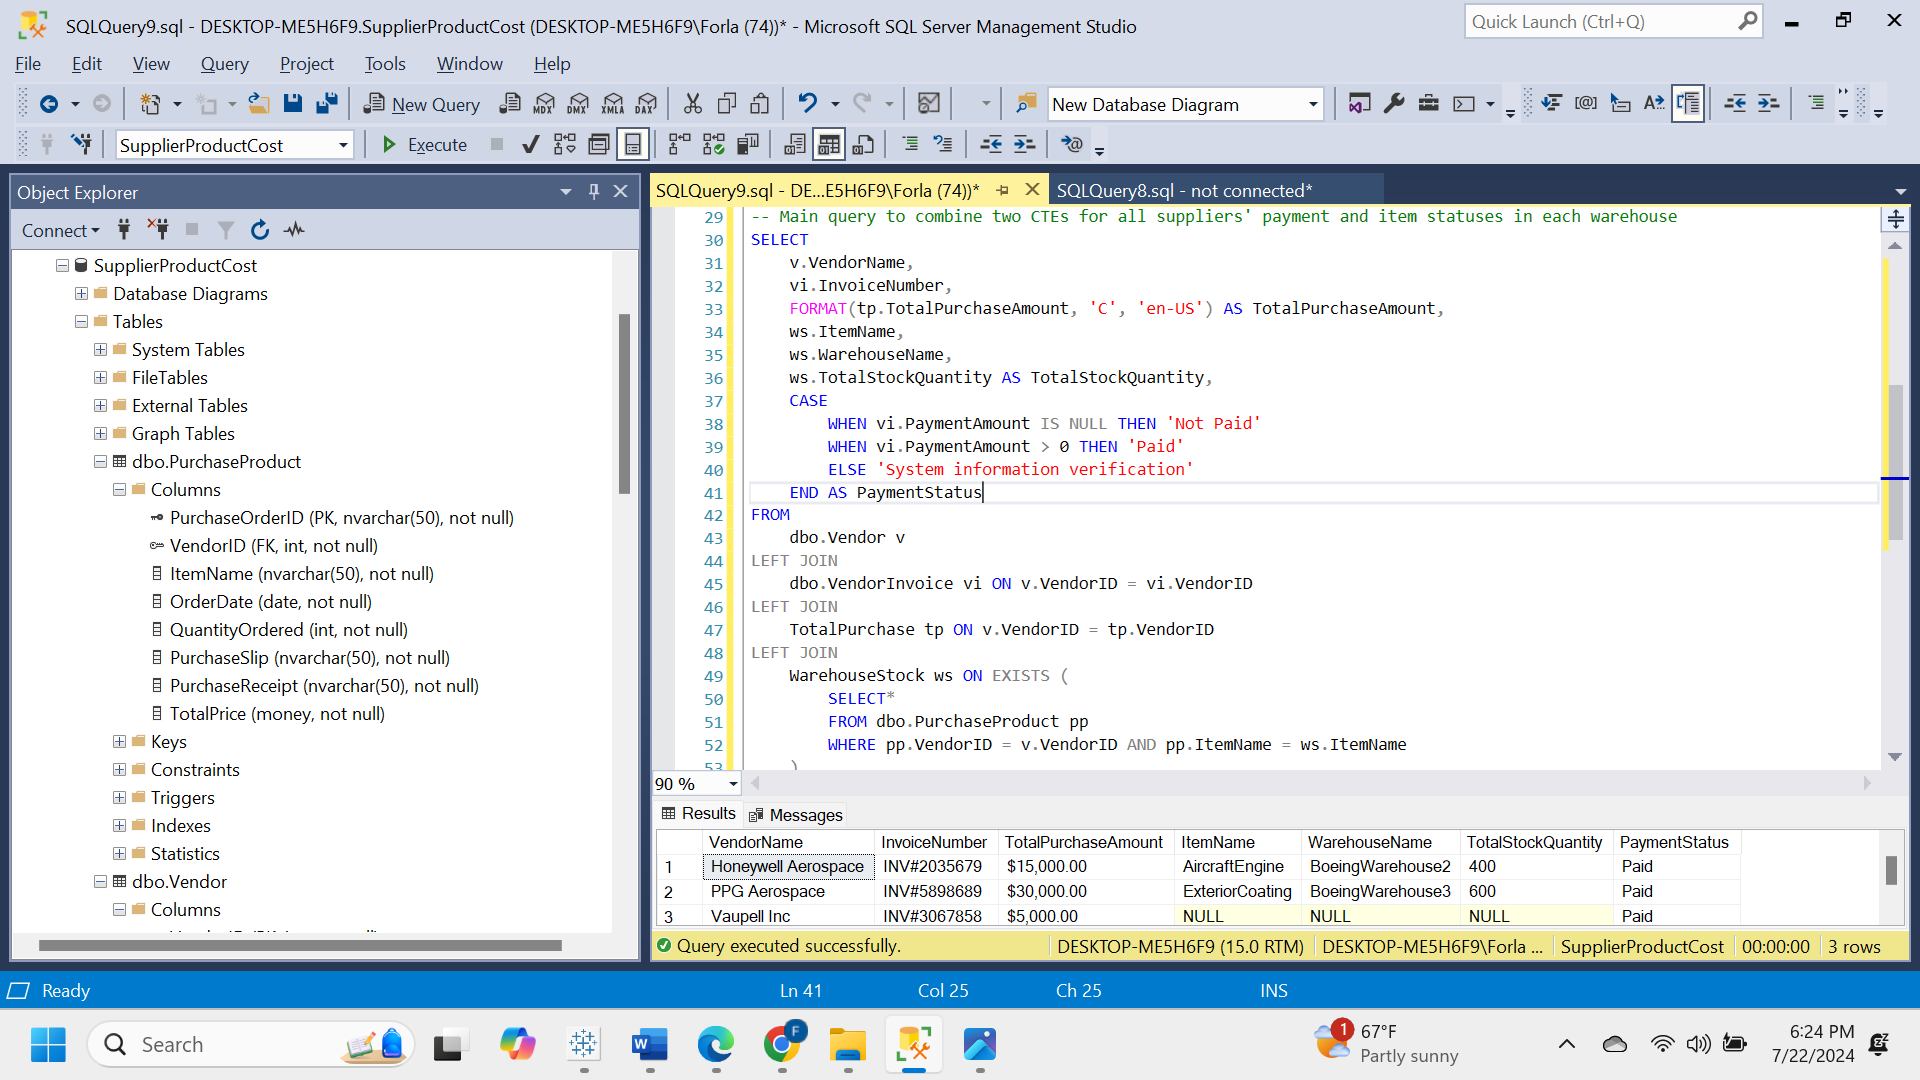 SQLQuery9.sql - DESKTOP-ME5H6F9.SupplierProductCost (DESKTOP-ME5H6F9\Forla (74))* - Microsoft SQL Server Management Studio
Quick Launch (Ctrl+Q)
File Edit View Query Project Tools Window Help
New Query MDX DMX XMLA DAX New Database Diagram
SupplierProductCost Execute
Object Explorer
Connect
SupplierProductCost
Database Diagrams
Tables
System Tables
FileTables
External Tables
Graph Tables
dbo.PurchaseProduct
Columns
PurchaseOrderID (PK, nvarchar(50), not null)
VendorID (FK, int, not null)
ItemName (nvarchar(50), not null)
OrderDate (date, not null)
QuantityOrdered (int, not null)
PurchaseSlip (nvarchar(50), not null)
PurchaseReceipt (nvarchar(50), not null)
TotalPrice (money, not null)
Keys
Constraints
Triggers
Indexes
Statistics
dbo.Vendor
Columns
SQLQuery9.sql - DE...E5H6F9\Forla (74))* SQLQuery8.sql - not connected*
29 -- Main query to combine two CTEs for all suppliers' payment and item statuses in each warehouse
30 SELECT
31 v.VendorName,
32 vi.InvoiceNumber,
33 FORMAT(tp.TotalPurchaseAmount, 'C', 'en-US') AS TotalPurchaseAmount,
34 ws.ItemName,
35 ws.WarehouseName,
36 ws.TotalStockQuantity AS TotalStockQuantity,
37 CASE
38 WHEN vi.PaymentAmount IS NULL THEN 'Not Paid'
39 WHEN vi.PaymentAmount > 0 THEN 'Paid'
40 ELSE 'System information verification'
41 END AS PaymentStatus
42 FROM
43 dbo.Vendor v
44 LEFT JOIN
45 dbo.VendorInvoice vi ON v.VendorID = vi.VendorID
46 LEFT JOIN
47 TotalPurchase tp ON v.VendorID = tp.VendorID
48 LEFT JOIN
49 WarehouseStock ws ON EXISTS (
50 SELECT*
51 FROM dbo.PurchaseProduct pp
52 WHERE pp.VendorID = v.VendorID AND pp.ItemName = ws.ItemName
53 )
90 %
Results Messages
VendorName InvoiceNumber TotalPurchaseAmount ItemName WarehouseName TotalStockQuantity PaymentStatus
1 Honeywell Aerospace INV#2035679 $15,000.00 AircraftEngine BoeingWarehouse2 400 Paid
2 PPG Aerospace INV#5898689 $30,000.00 ExteriorCoating BoeingWarehouse3 600 Paid
3 Vaupell Inc INV#3067858 $5,000.00 NULL NULL NULL Paid
Query executed successfully. DESKTOP-ME5H6F9 (15.0 RTM) DESKTOP-ME5H6F9\Forla ... SupplierProductCost 00:00:00 3 rows
Ready Ln 41 Col 25 Ch 25 INS
Search
F
1
67°F
Partly sunny
6:24 PM
7/22/2024